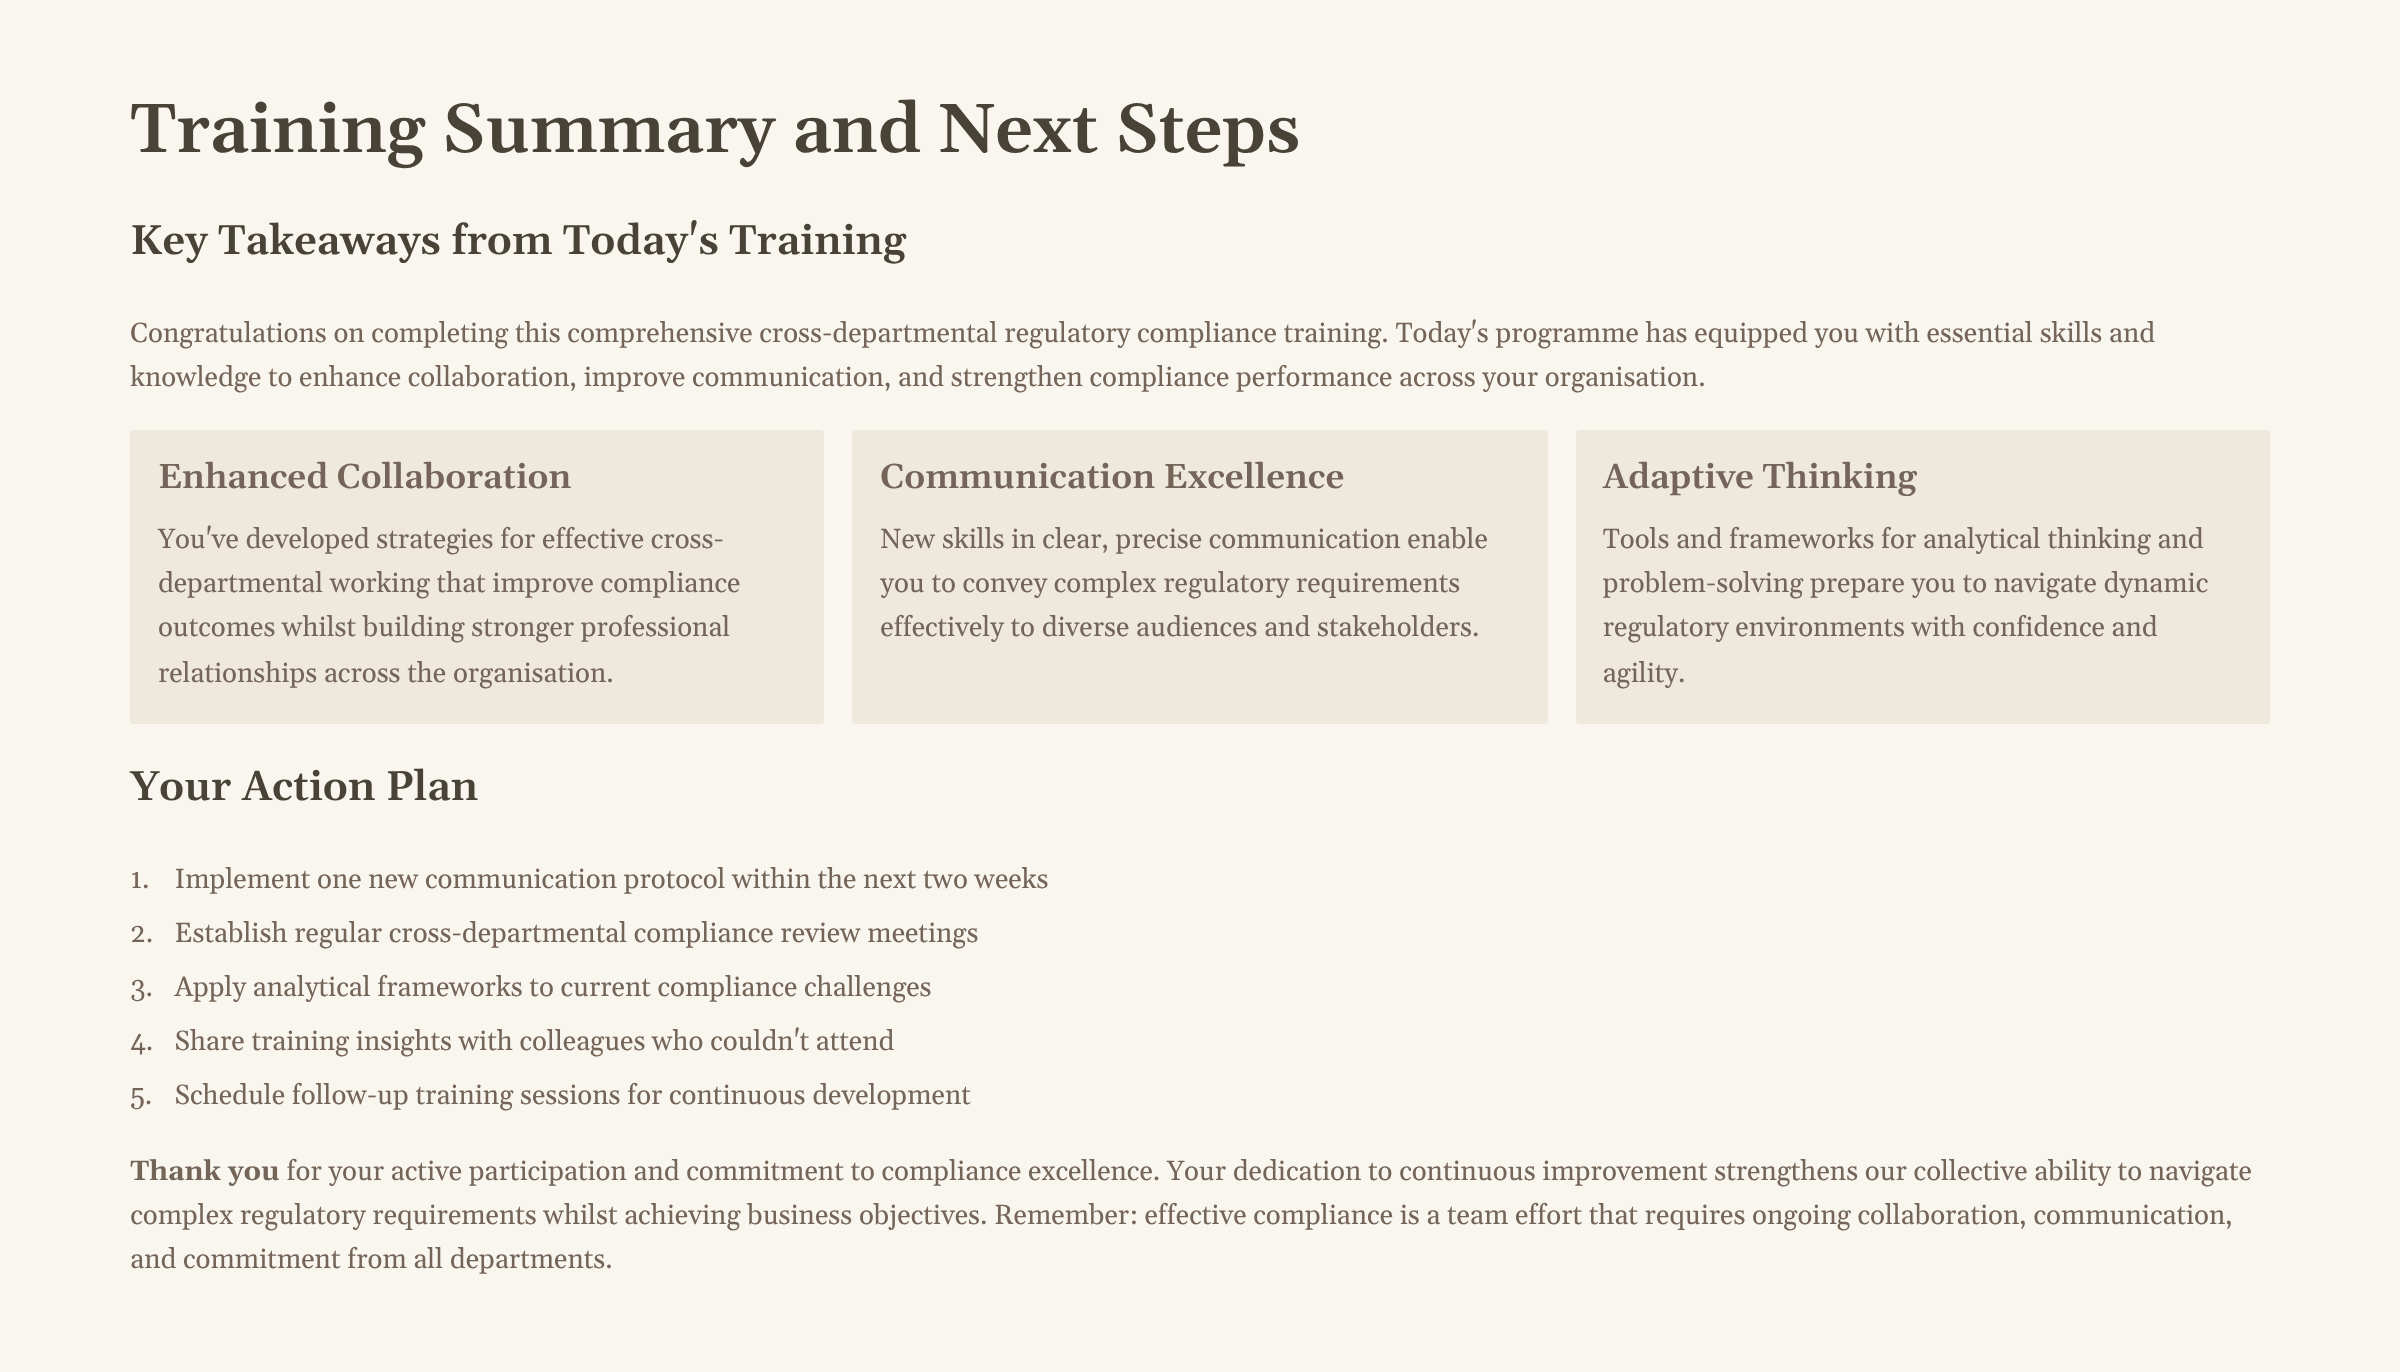 Training Summary and Next Steps
Key Takeaways from Today's Training
Congratulations on completing this comprehensive cross-departmental regulatory compliance training. Today's programme has equipped you with essential skills and
knowledge to enhance collaboration, improve communication, and strengthen compliance performance across your organisation.
Enhanced Collaboration
You've developed strategies for effective cross-
departmental working that improve compliance
outcomes whilst building stronger professional
relationships across the organisation.
Communication Excellence
New skills in clear, precise communication enable
you to convey complex regulatory requirements
effectively to diverse audiences and stakeholders.
Adaptive Thinking
Tools and frameworks for analytical thinking and
problem-solving prepare you to navigate dynamic
regulatory environments with confidence and
agility.
Your Action Plan
1. Implement one new communication protocol within the next two weeks
2. Establish regular cross-departmental compliance review meetings
3. Apply analytical frameworks to current compliance challenges
4. Share training insights with colleagues who couldn't attend
5. Schedule follow-up training sessions for continuous development
Thank you for your active participation and commitment to compliance excellence. Your dedication to continuous improvement strengthens our collective ability to navigate
complex regulatory requirements whilst achieving business objectives. Remember: effective compliance is a team effort that requires ongoing collaboration, communication,
and commitment from all departments.